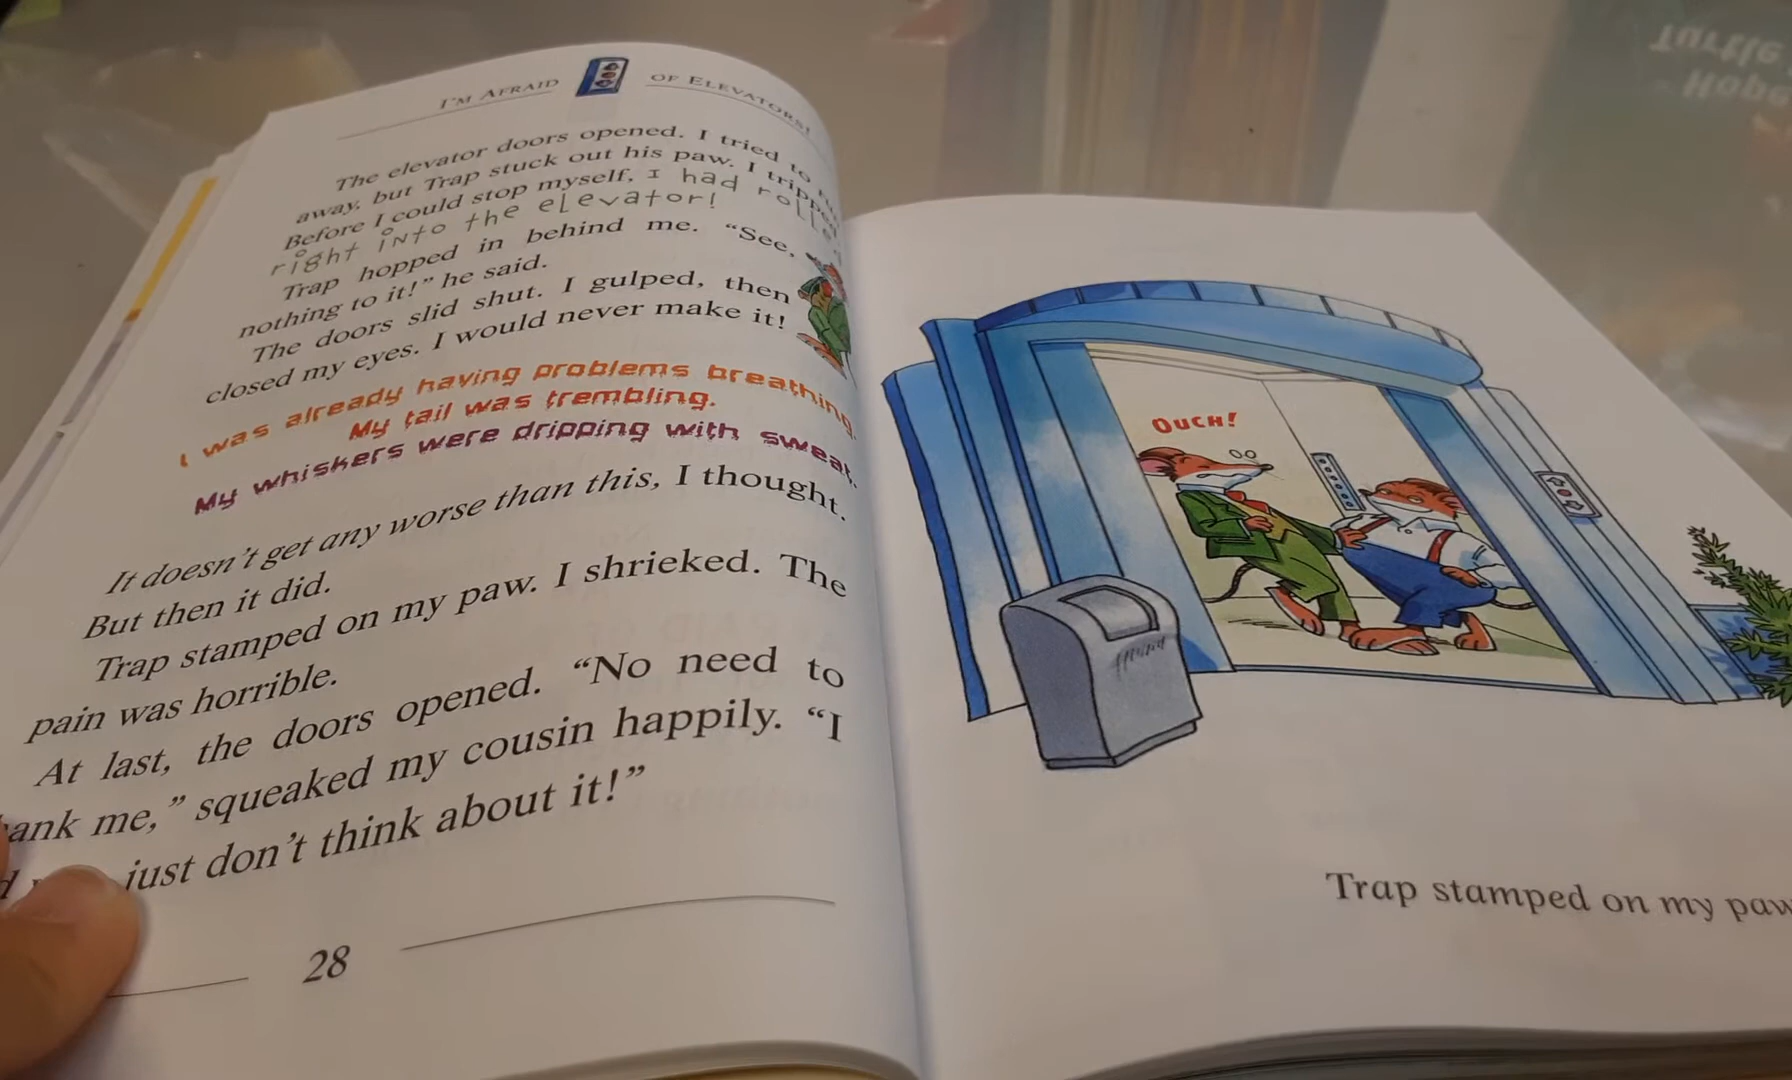 I'M AFRAID OF ELEVATORS!
The elevator doors opened. I tried to
away, but Trap stuck out his paw. I tripped
Before I could stop myself. I had rolled
right into the elevator!
Trap hopped in behind me. "See,
nothing to it!" he said.
The doors slid shut. I gulped, then
closed my eyes. I would never make it!
I was already having problems breathing.
My tail was trembling.
My whiskers were dripping with sweat.
It doesn't get any worse than this, I thought.
But then it did.
Trap stamped on my paw. I shrieked. The
pain was horrible.
At last, the doors opened. "No need to
ank me," squeaked my cousin happily. "I
just don't think about it!"
28
OUCH!
Trap stamped on my paw
Turtle
Hope